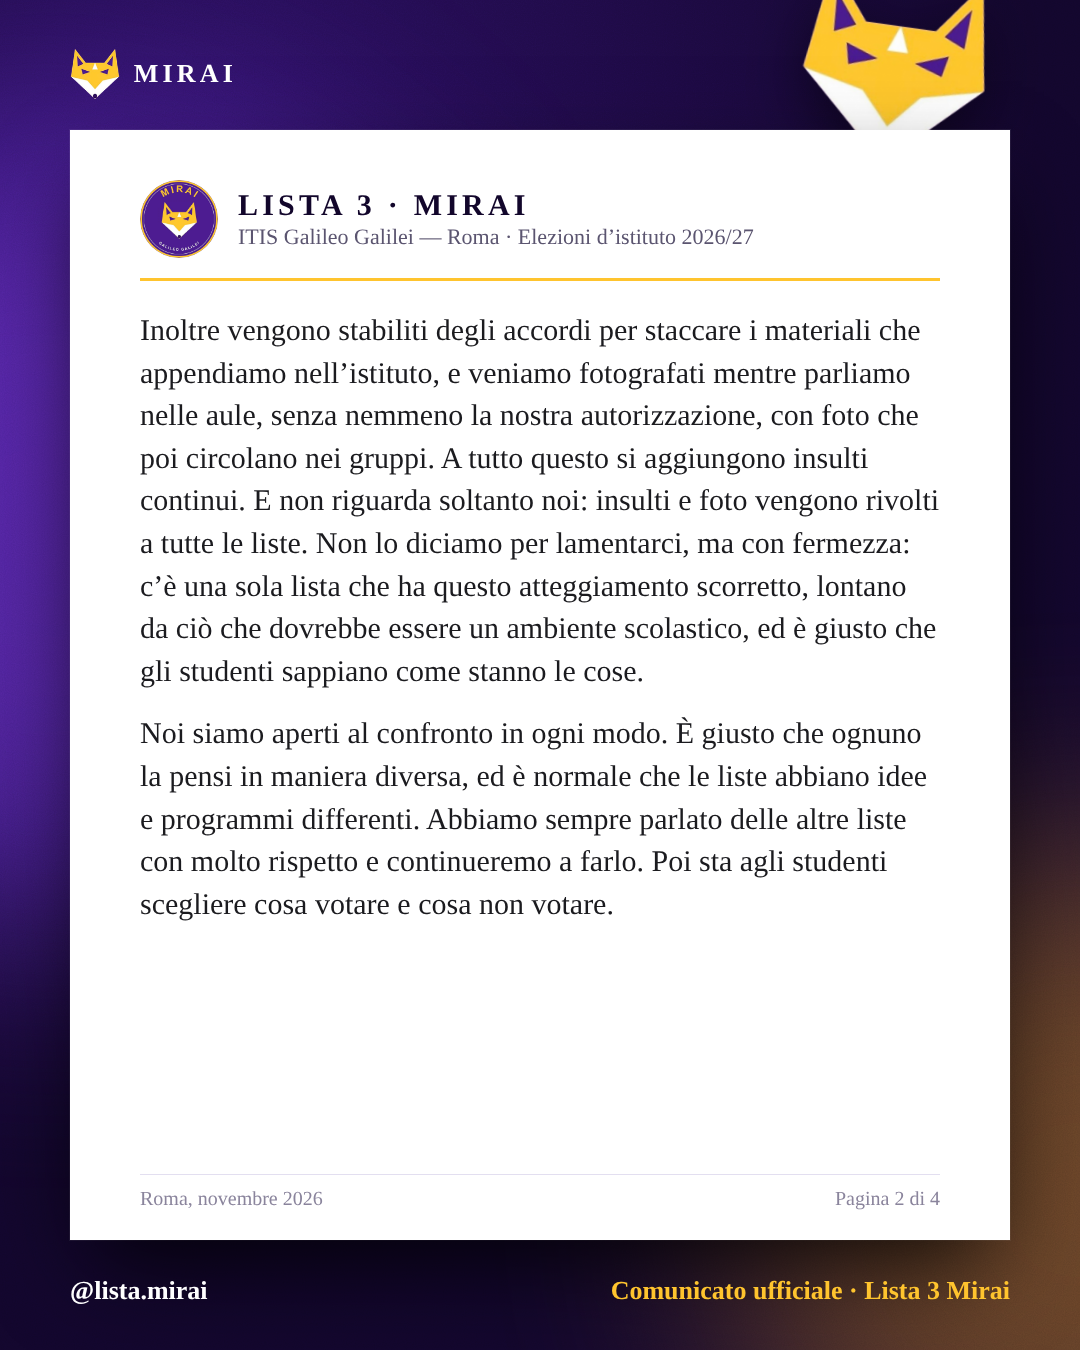 MIRAI
MIRAI
GALILEO GALILEI
LISTA 3 · MIRAI
ITIS Galileo Galilei — Roma · Elezioni d’istituto 2026/27
Inoltre vengono stabiliti degli accordi per staccare i materiali che
appendiamo nell’istituto, e veniamo fotografati mentre parliamo
nelle aule, senza nemmeno la nostra autorizzazione, con foto che
poi circolano nei gruppi. A tutto questo si aggiungono insulti
continui. E non riguarda soltanto noi: insulti e foto vengono rivolti
a tutte le liste. Non lo diciamo per lamentarci, ma con fermezza:
c’è una sola lista che ha questo atteggiamento scorretto, lontano
da ciò che dovrebbe essere un ambiente scolastico, ed è giusto che
gli studenti sappiano come stanno le cose.
Noi siamo aperti al confronto in ogni modo. È giusto che ognuno
la pensi in maniera diversa, ed è normale che le liste abbiano idee
e programmi differenti. Abbiamo sempre parlato delle altre liste
con molto rispetto e continueremo a farlo. Poi sta agli studenti
scegliere cosa votare e cosa non votare.
Roma, novembre 2026
Pagina 2 di 4
@lista.mirai
Comunicato ufficiale · Lista 3 Mirai